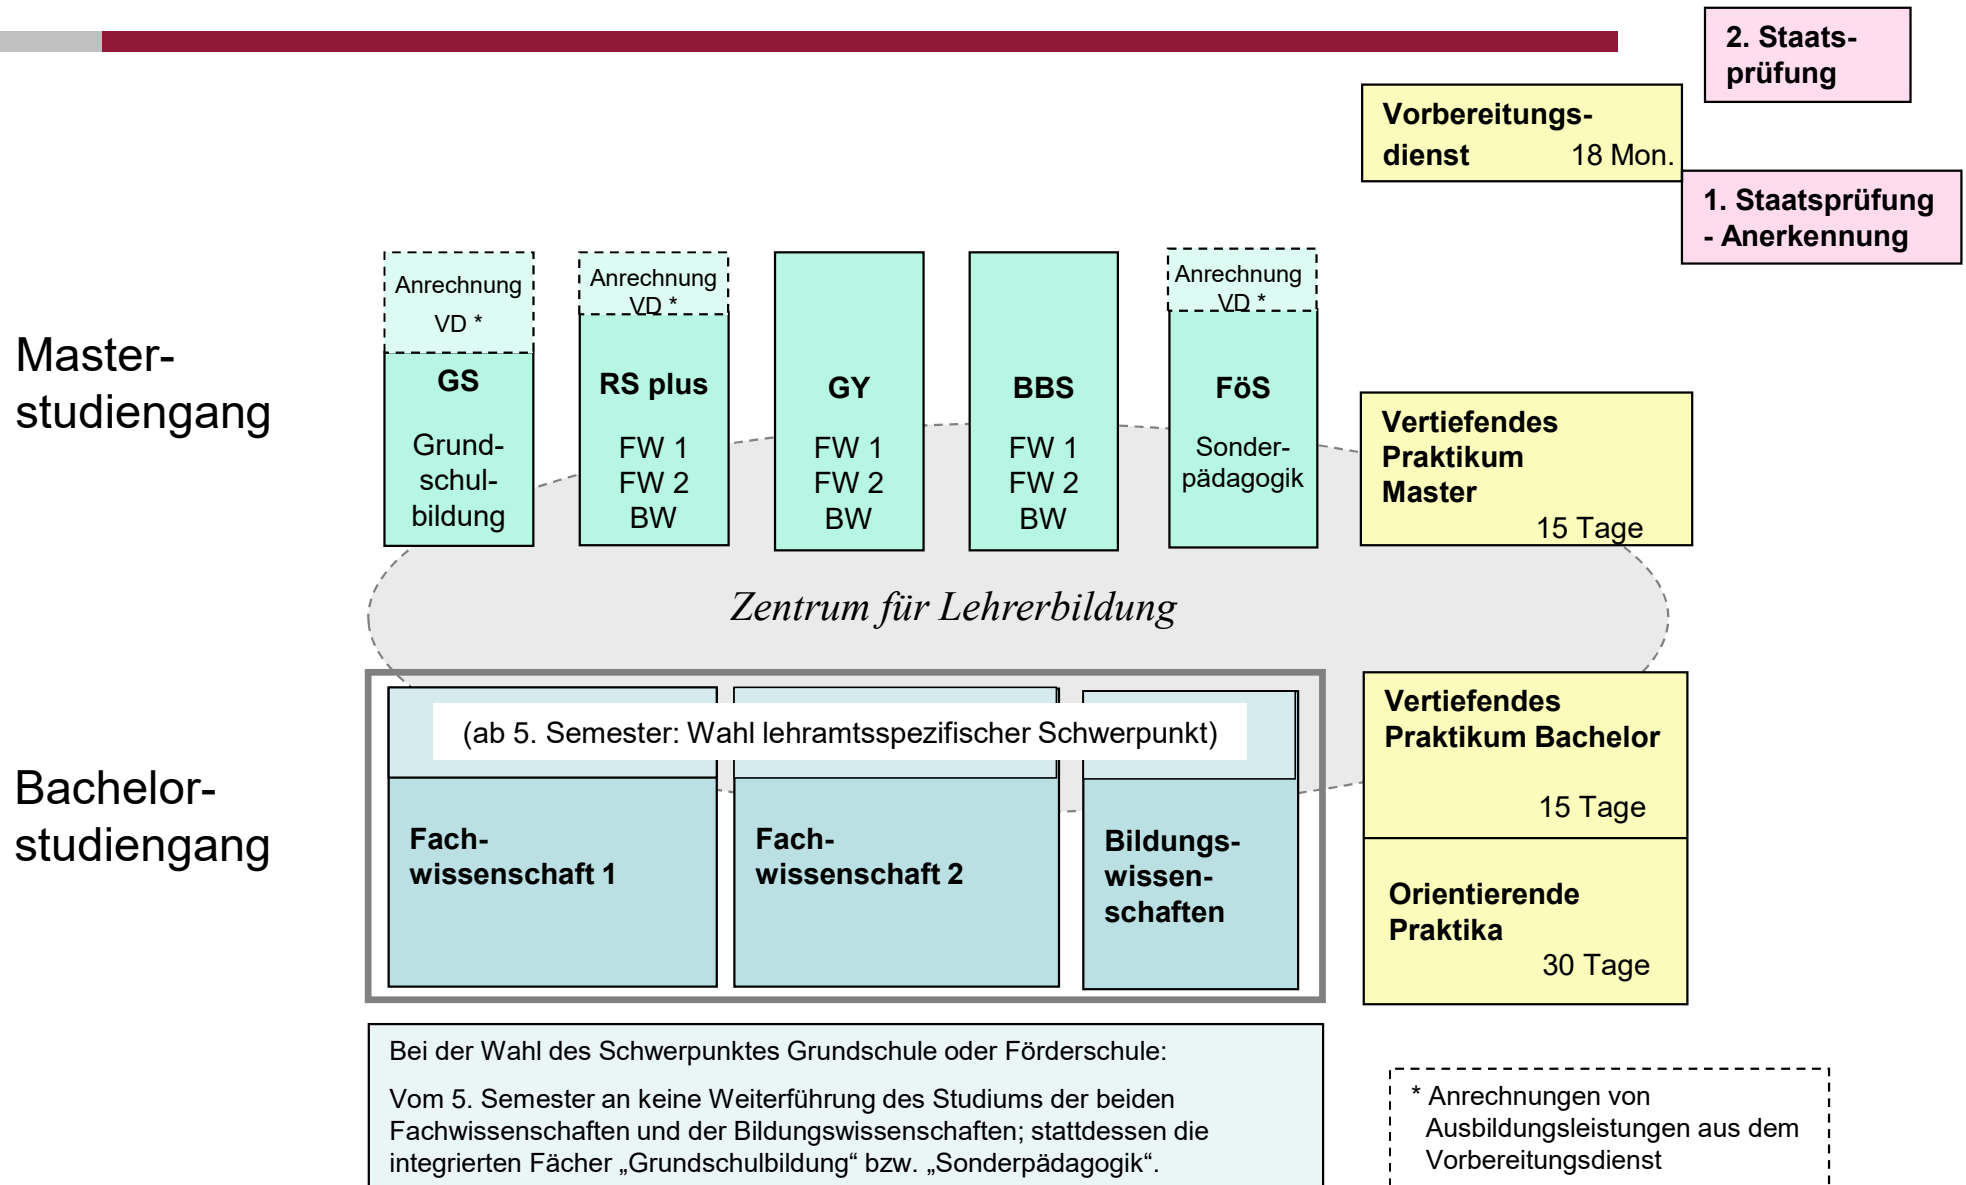 2. Staats-
prüfung
Vorbereitungs-
dienst 18 Mon.
1. Staatsprüfung
- Anerkennung
Master-
studiengang
Anrechnung
VD *
GS
Grund-
schul-
bildung
Anrechnung
VD *
RS plus
FW 1
FW 2
BW
GY
FW 1
FW 2
BW
BBS
FW 1
FW 2
BW
Anrechnung
VD *
FöS
Sonder-
pädagogik
Vertiefendes
Praktikum
Master
15 Tage
Zentrum für Lehrerbildung
Bachelor-
studiengang
(ab 5. Semester: Wahl lehramtsspezifischer Schwerpunkt)
Fach-
wissenschaft 1
Fach-
wissenschaft 2
Bildungs-
wissen-
schaften
Vertiefendes
Praktikum Bachelor
15 Tage
Orientierende
Praktika
30 Tage
Bei der Wahl des Schwerpunktes Grundschule oder Förderschule:
Vom 5. Semester an keine Weiterführung des Studiums der beiden
Fachwissenschaften und der Bildungswissenschaften; stattdessen die
integrierten Fächer „Grundschulbildung“ bzw. „Sonderpädagogik“.
* Anrechnungen von
Ausbildungsleistungen aus dem
Vorbereitungsdienst